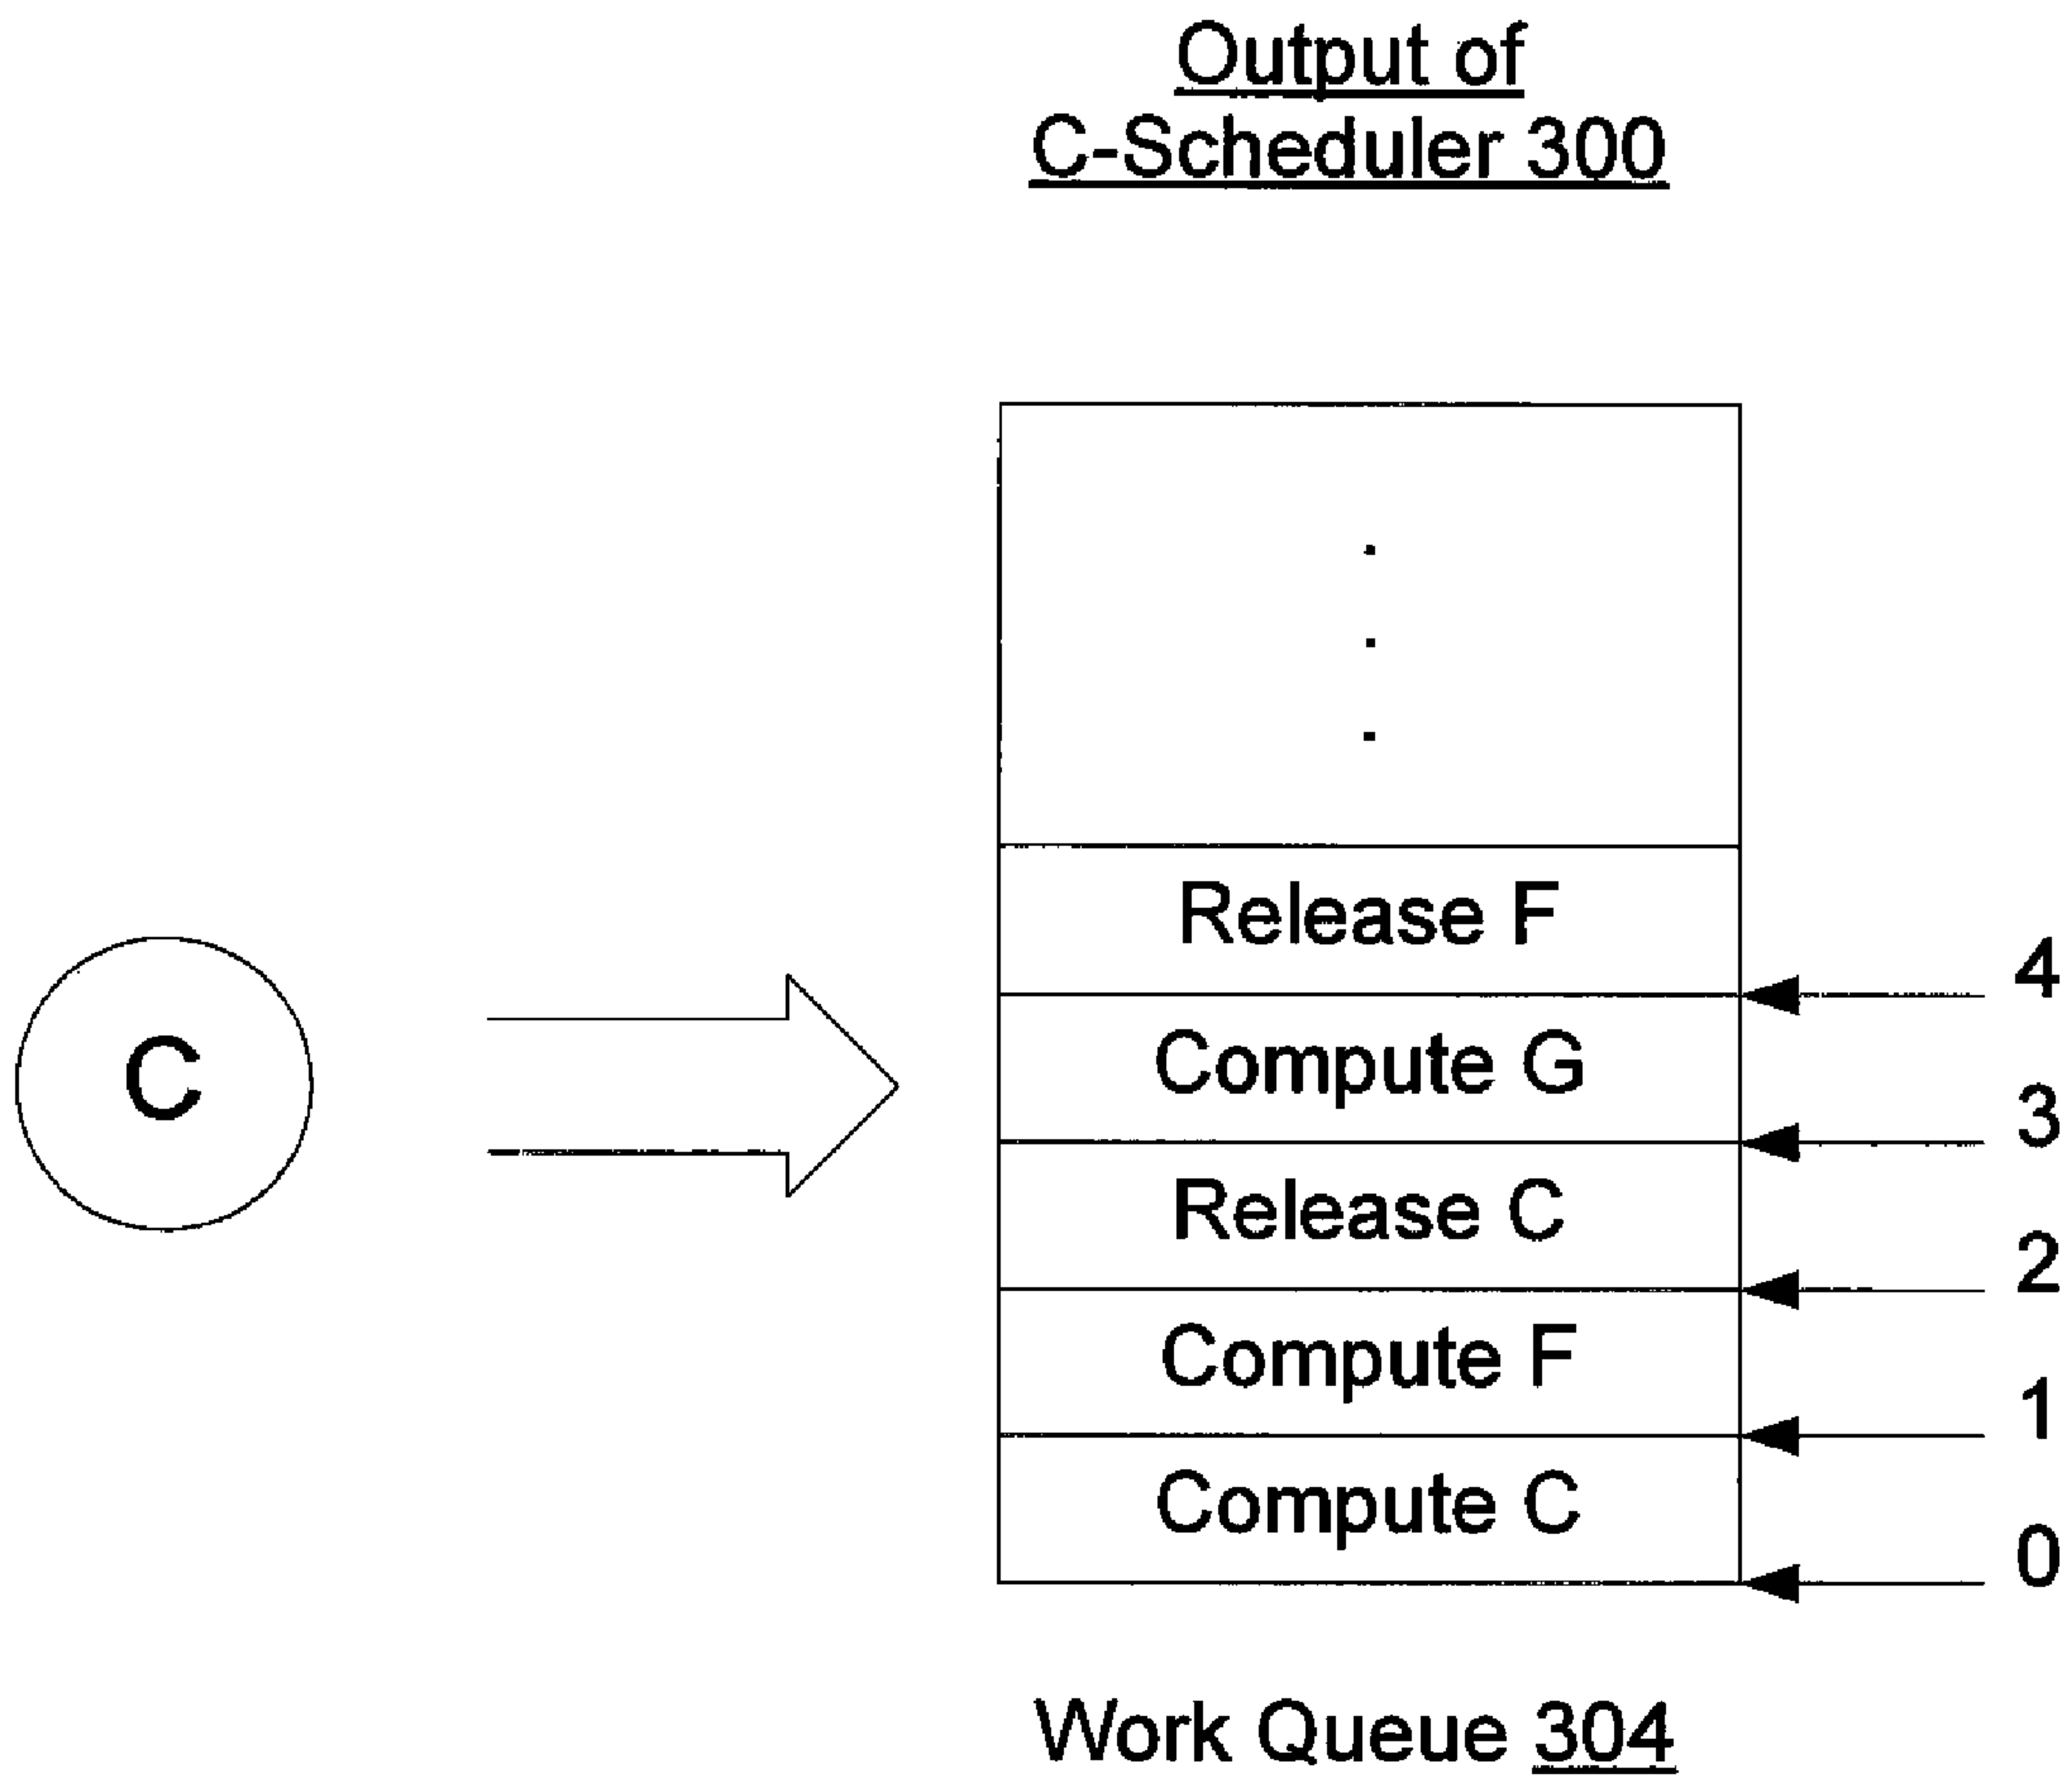 Output of
C-Scheduler 300
.
.
.
Release F
4
Compute G
3
C
Release C
2
Compute F
1
Compute C
0
Work Queue 304